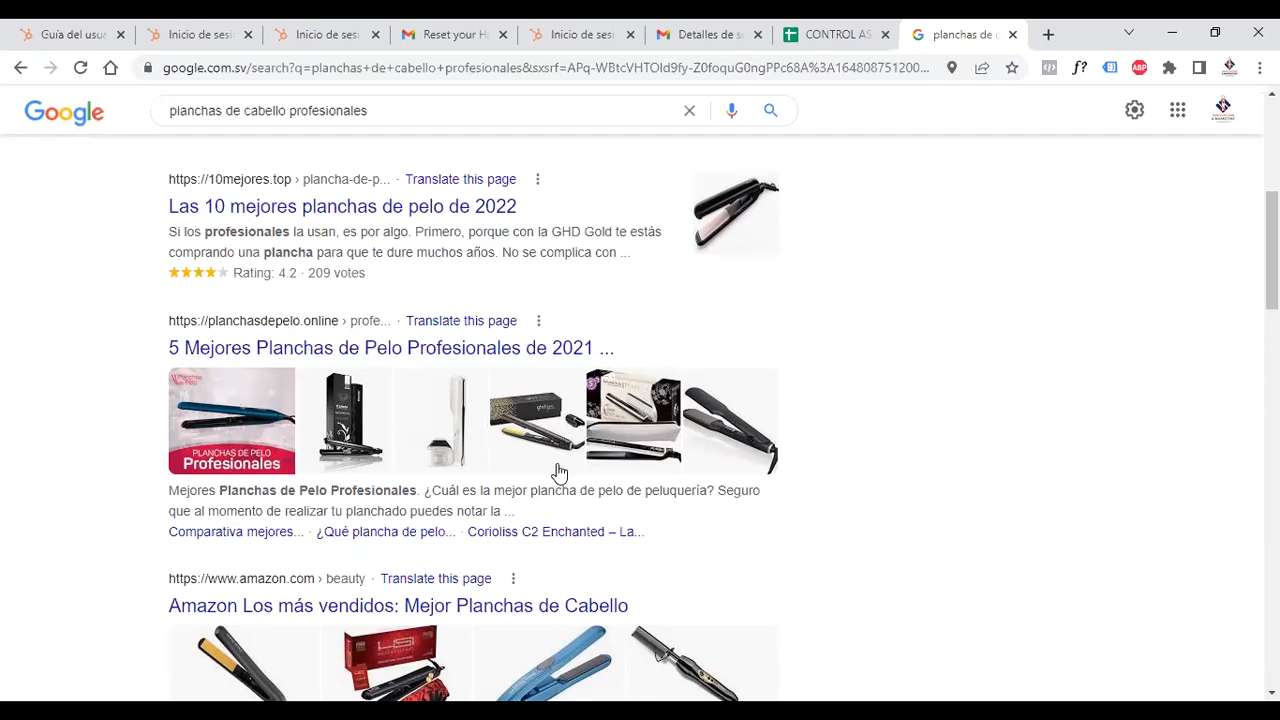 Guía del usua
Inicio de sesi
Inicio de sesi
Reset your H
Inicio de sesi
Detalles de su
CONTROL AS
planchas de c
google.com.sv/search?q=planchas+de+cabello+profesionales&sxsrf=APq-WBtcVHTOId9fy-Z0foquG0ngPPc68A%3A164808751200...
ABP
Google
planchas de cabello profesionales
https://10mejores.top › plancha-de-p... · Translate this page
Las 10 mejores planchas de pelo de 2022
Si los profesionales la usan, es por algo. Primero, porque con la GHD Gold te estás
comprando una plancha para que te dure muchos años. No se complica con ...
Rating: 4.2 · 209 votes
https://planchasdepelo.online › profe... · Translate this page
5 Mejores Planchas de Pelo Profesionales de 2021 ...
PLANCHAS DE PELO
Profesionales
ghd
Mejores Planchas de Pelo Profesionales. ¿Cuál es la mejor plancha de pelo de peluquería? Seguro
que al momento de realizar tu planchado puedes notar la ...
Comparativa mejores... · ¿Qué plancha de pelo... · Corioliss C2 Enchanted – La...
https://www.amazon.com › beauty · Translate this page
Amazon Los más vendidos: Mejor Planchas de Cabello